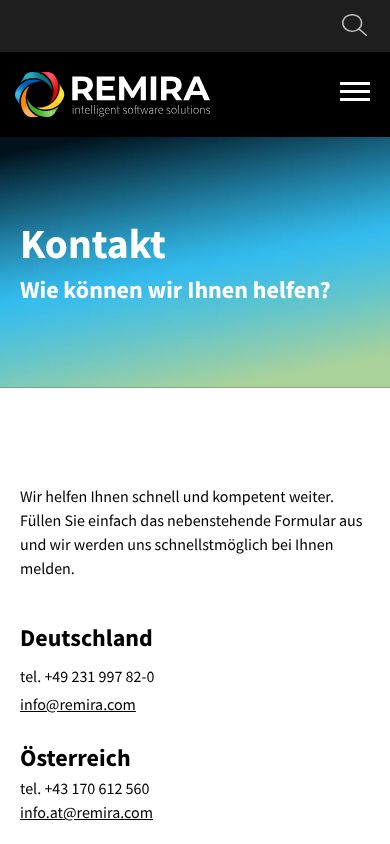 REMIRA
intelligent software solutions
Kontakt
Wie können wir Ihnen helfen?
Wir helfen Ihnen schnell und kompetent weiter.
Füllen Sie einfach das nebenstehende Formular aus
und wir werden uns schnellstmöglich bei Ihnen
melden.
Deutschland
tel. +49 231 997 82-0
info@remira.com
Österreich
tel. +43 170 612 560
info.at@remira.com